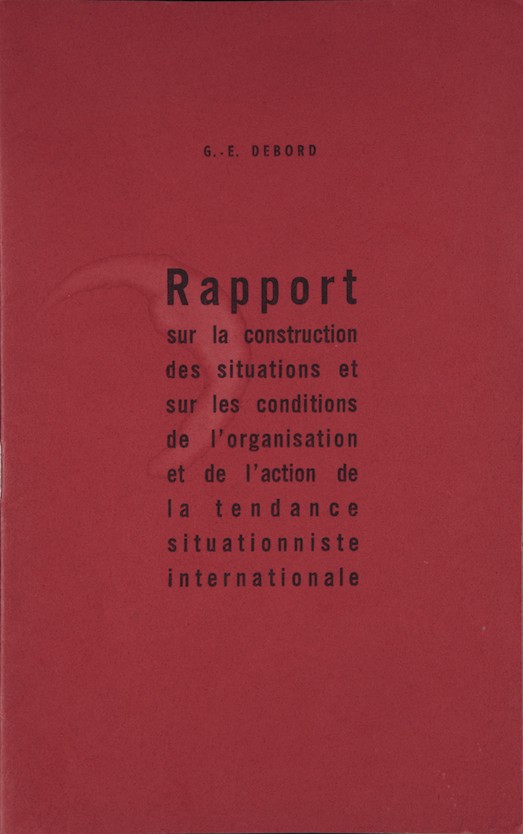 G.-E. DEBORD
Rapport
sur la construction
des situations et
sur les conditions
de l'organisation
et de l'action de
la tendance
situationniste
internationale